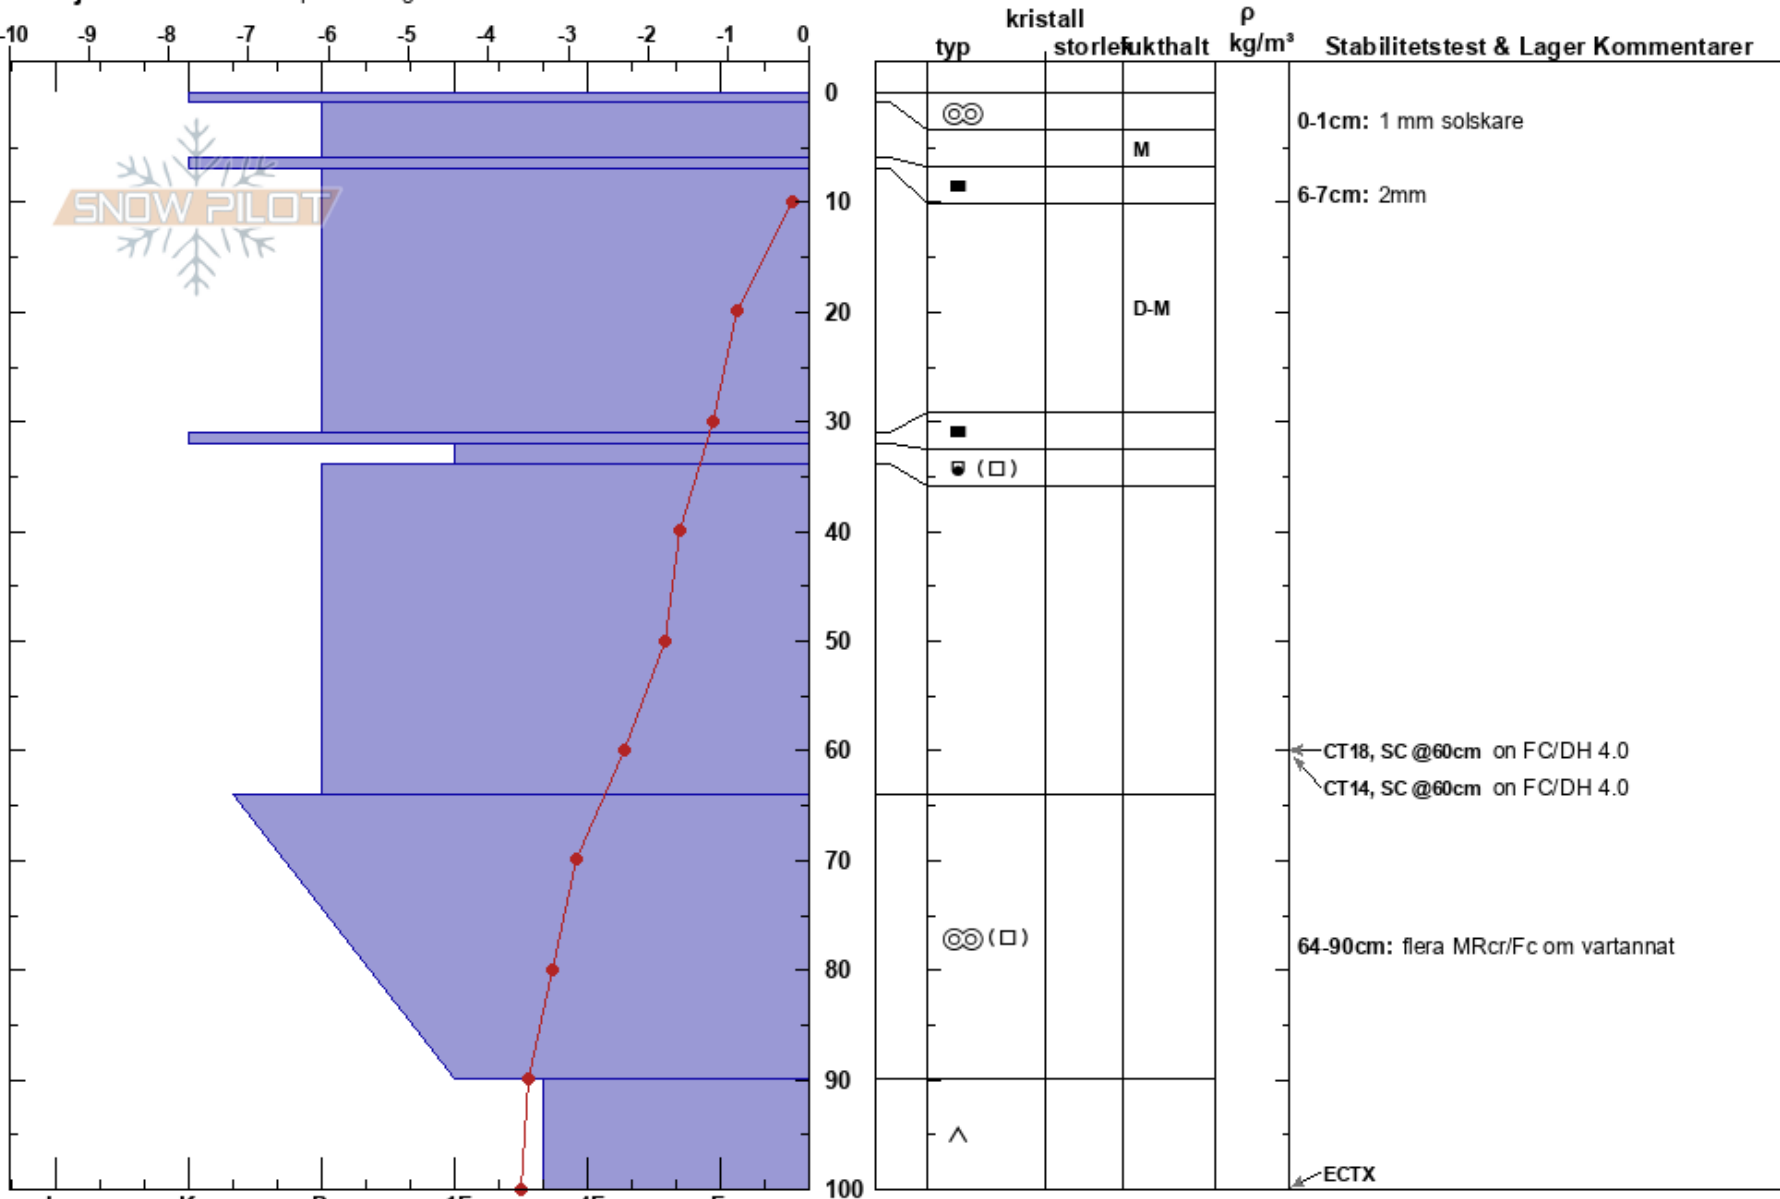 kristall ρ
-10 -9 -8 -7 -6 -5 -4 -3 -2 -1 0 typ storlek fukthalt kg/m³ Stabilitetstest & Lager Kommentarer
0
0-1cm: 1 mm solskare
M
6-7cm: 2mm
SNOW PILOT 10
20 D-M
30
( )
40
50
60 CT18, SC @60cm on FC/DH 4.0
CT14, SC @60cm on FC/DH 4.0
70
( ) 64-90cm: flera MRcr/Fc om vartannat
80
90
ECTX
100